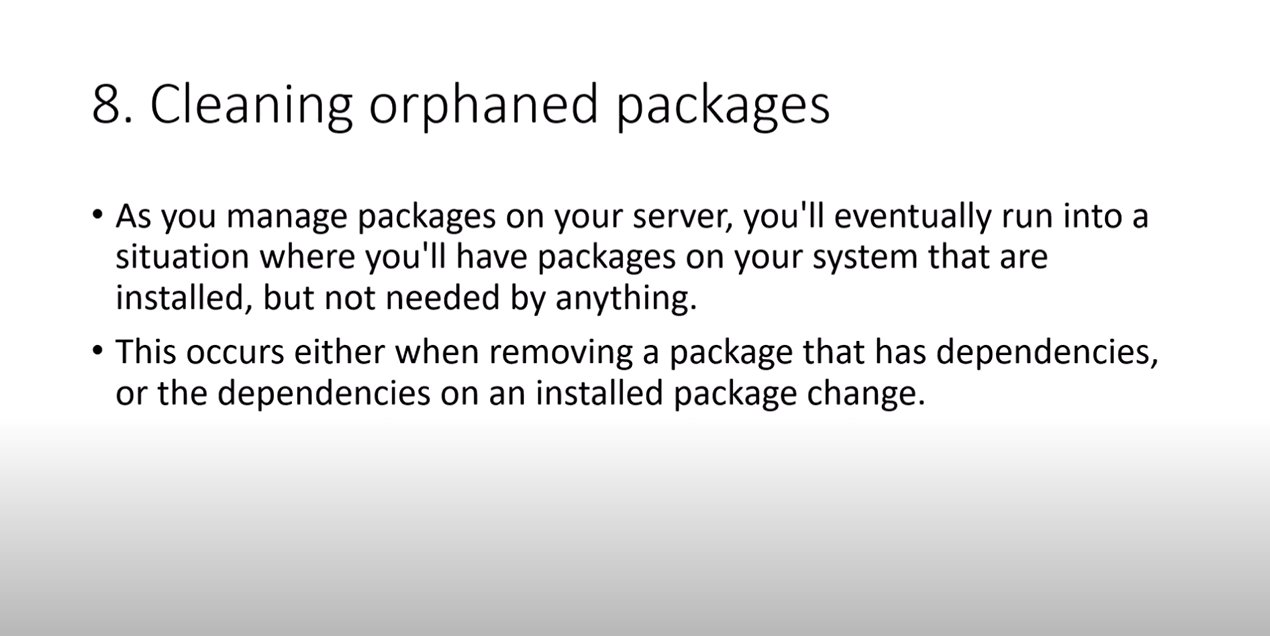 8. Cleaning orphaned packages
• As you manage packages on your server, you'll eventually run into a
situation where you'll have packages on your system that are
installed, but not needed by anything.
• This occurs either when removing a package that has dependencies,
or the dependencies on an installed package change.